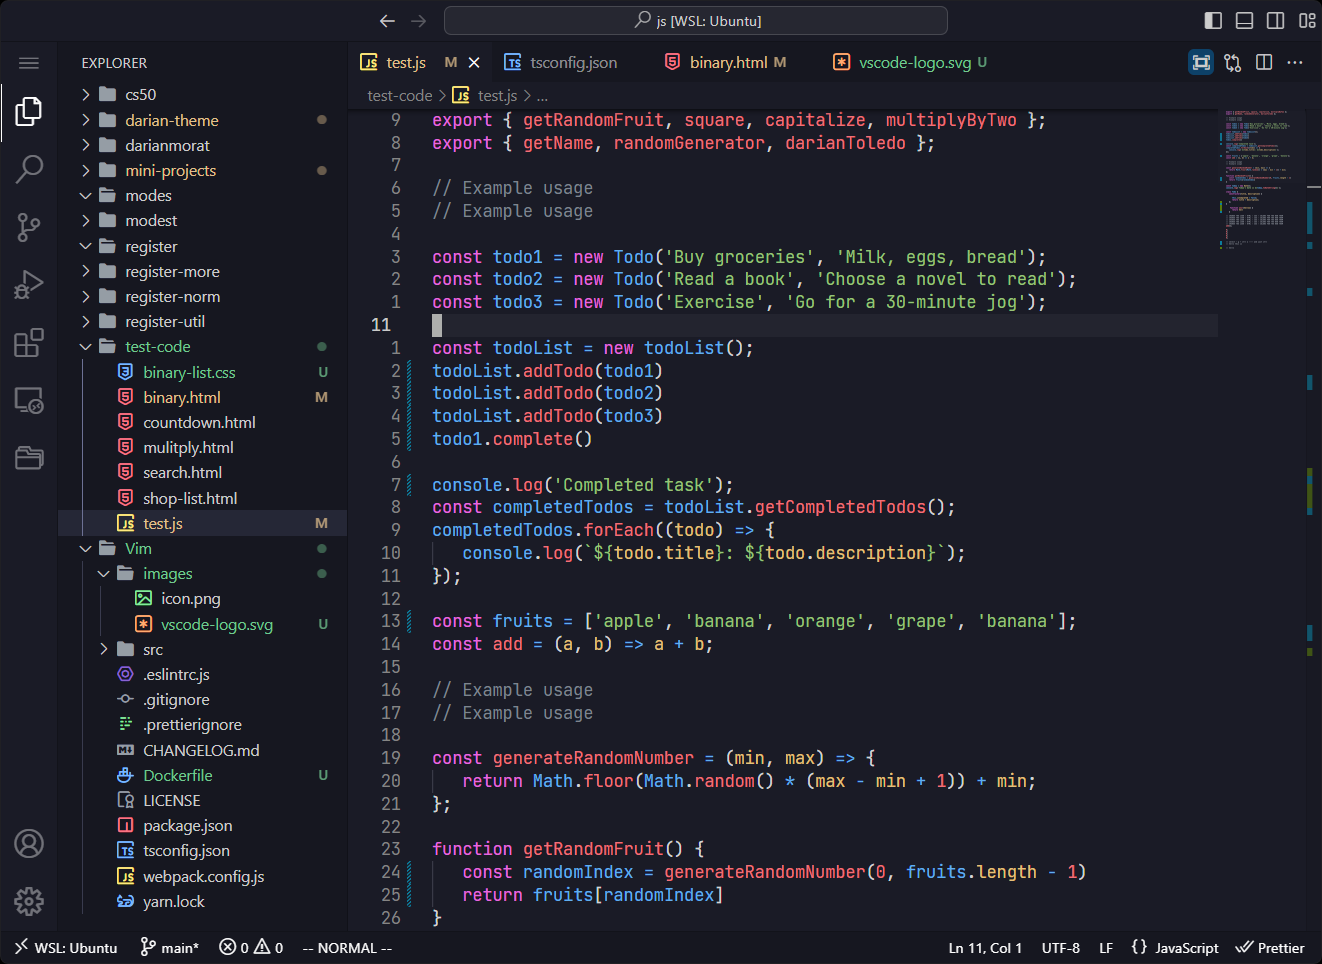 js [WSL: Ubuntu]
EXPLORER
cs50
darian-theme
darianmorat
mini-projects
modes
modest
register
register-more
register-norm
register-util
test-code
binary-list.css U
binary.html M
countdown.html
mulitply.html
search.html
shop-list.html
test.js M
Vim
images
icon.png
vscode-logo.svg U
src
.eslintrc.js
.gitignore
.prettierignore
CHANGELOG.md
Dockerfile U
LICENSE
package.json
tsconfig.json
webpack.config.js
yarn.lock
JS test.js M TS tsconfig.json binary.html M vscode-logo.svg U
test-code > JS test.js > ...
9 export { getRandomFruit, square, capitalize, multiplyByTwo };
8 export { getName, randomGenerator, darianToledo };
7
6 // Example usage
5 // Example usage
4
3 const todo1 = new Todo('Buy groceries', 'Milk, eggs, bread');
2 const todo2 = new Todo('Read a book', 'Choose a novel to read');
1 const todo3 = new Todo('Exercise', 'Go for a 30-minute jog');
11
1 const todoList = new todoList();
2 todoList.addTodo(todo1)
3 todoList.addTodo(todo2)
4 todoList.addTodo(todo3)
5 todo1.complete()
6
7 console.log('Completed task');
8 const completedTodos = todoList.getCompletedTodos();
9 completedTodos.forEach((todo) => {
10 console.log(`${todo.title}: ${todo.description}`);
11 });
12
13 const fruits = ['apple', 'banana', 'orange', 'grape', 'banana'];
14 const add = (a, b) => a + b;
15
16 // Example usage
17 // Example usage
18
19 const generateRandomNumber = (min, max) => {
20 return Math.floor(Math.random() * (max - min + 1)) + min;
21 };
22
23 function getRandomFruit() {
24 const randomIndex = generateRandomNumber(0, fruits.length - 1)
25 return fruits[randomIndex]
26 }
WSL: Ubuntu main* 0 0 -- NORMAL -- Ln 11, Col 1 UTF-8 LF {} JavaScript Prettier